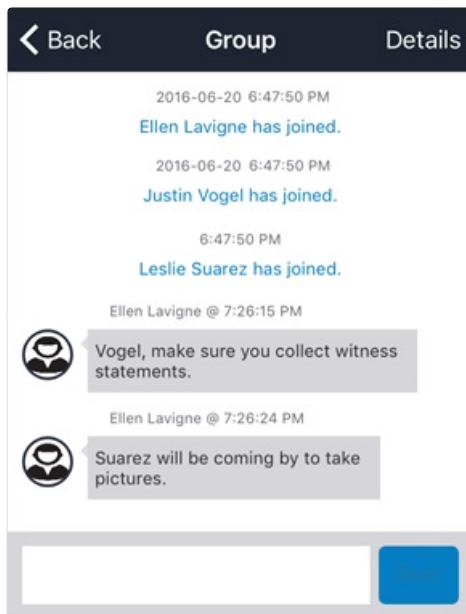 Back Group Details
2016-06-20 6:47:50 PM
Ellen Lavigne has joined.
2016-06-20 6:47:50 PM
Justin Vogel has joined.
6:47:50 PM
Leslie Suarez has joined.
Ellen Lavigne @ 7:26:15 PM
Vogel, make sure you collect witness
statements.
Ellen Lavigne @ 7:26:24 PM
Suarez will be coming by to take
pictures.